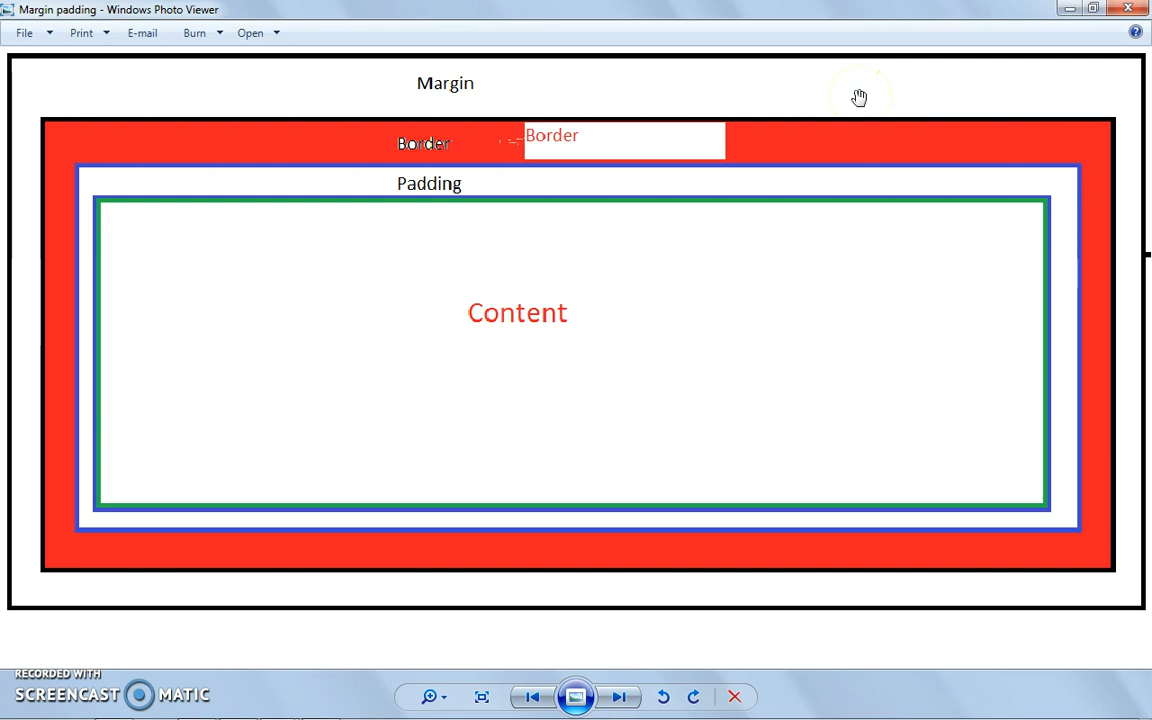 Margin padding - Windows Photo Viewer
File Print E-mail Burn Open
Margin
Border Border
Padding
Content
RECORDED WITH
SCREENCAST MATIC